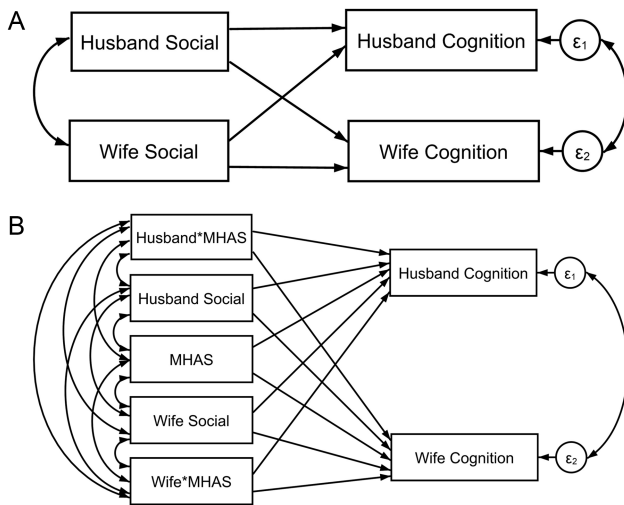 A
Husband Social
Husband Cognition
ε1
Wife Social
Wife Cognition
ε2
B
Husband*MHAS
Husband Social
Husband Cognition
ε1
MHAS
Wife Social
Wife Cognition
ε2
Wife*MHAS